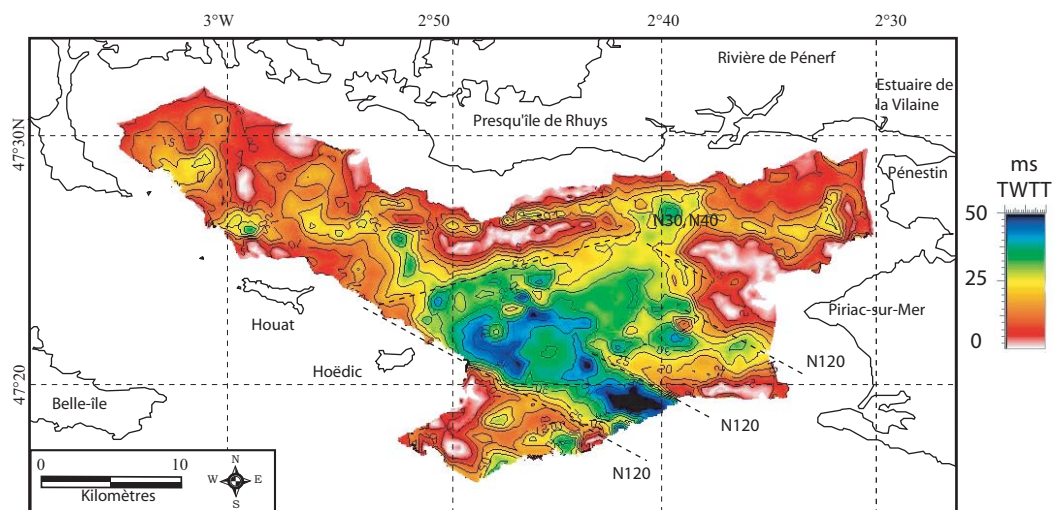 3°W 2°50 2°40 2°30
Rivière de Pénerf
Estuaire de
la Vilaine
Presqu'île de Rhuys
47°30N
Pénestin
ms
TWTT
50
N30,N40
25
Piriac-sur-Mer
Houat
0
Hoëdic
N120
47°20
Belle-île
N120
N120
0 10
Kilomètres
N
W E
S